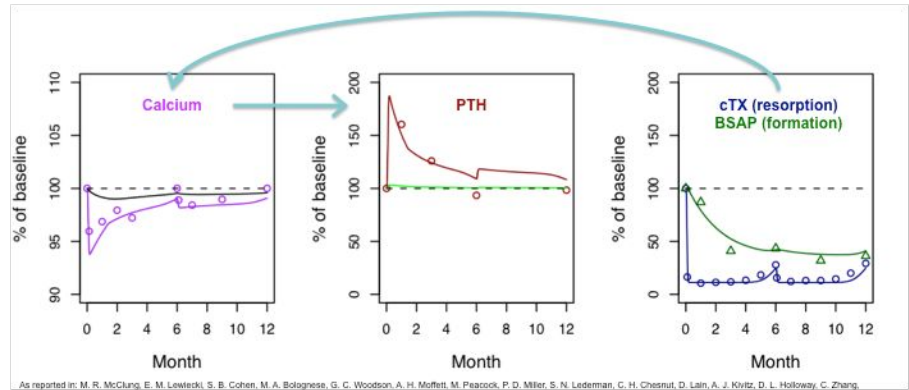 Calcium
% of baseline
110
105
100
95
90
0 2 4 6 8 10 12
Month
PTH
% of baseline
200
150
100
50
0
0 2 4 6 8 10 12
Month
cTX (resorption)
BSAP (formation)
% of baseline
200
150
100
50
0
0 2 4 6 8 10 12
Month
As reported in: M. R. McClung, E. M. Lewiecki, S. B. Cohen, M. A. Bolognese, G. C. Woodson, A. H. Moffett, M. Peacock, P. D. Miller, S. N. Lederman, C. H. Chesnut, D. Lain, A. J. Kivitz, D. L. Holloway, C. Zhang,